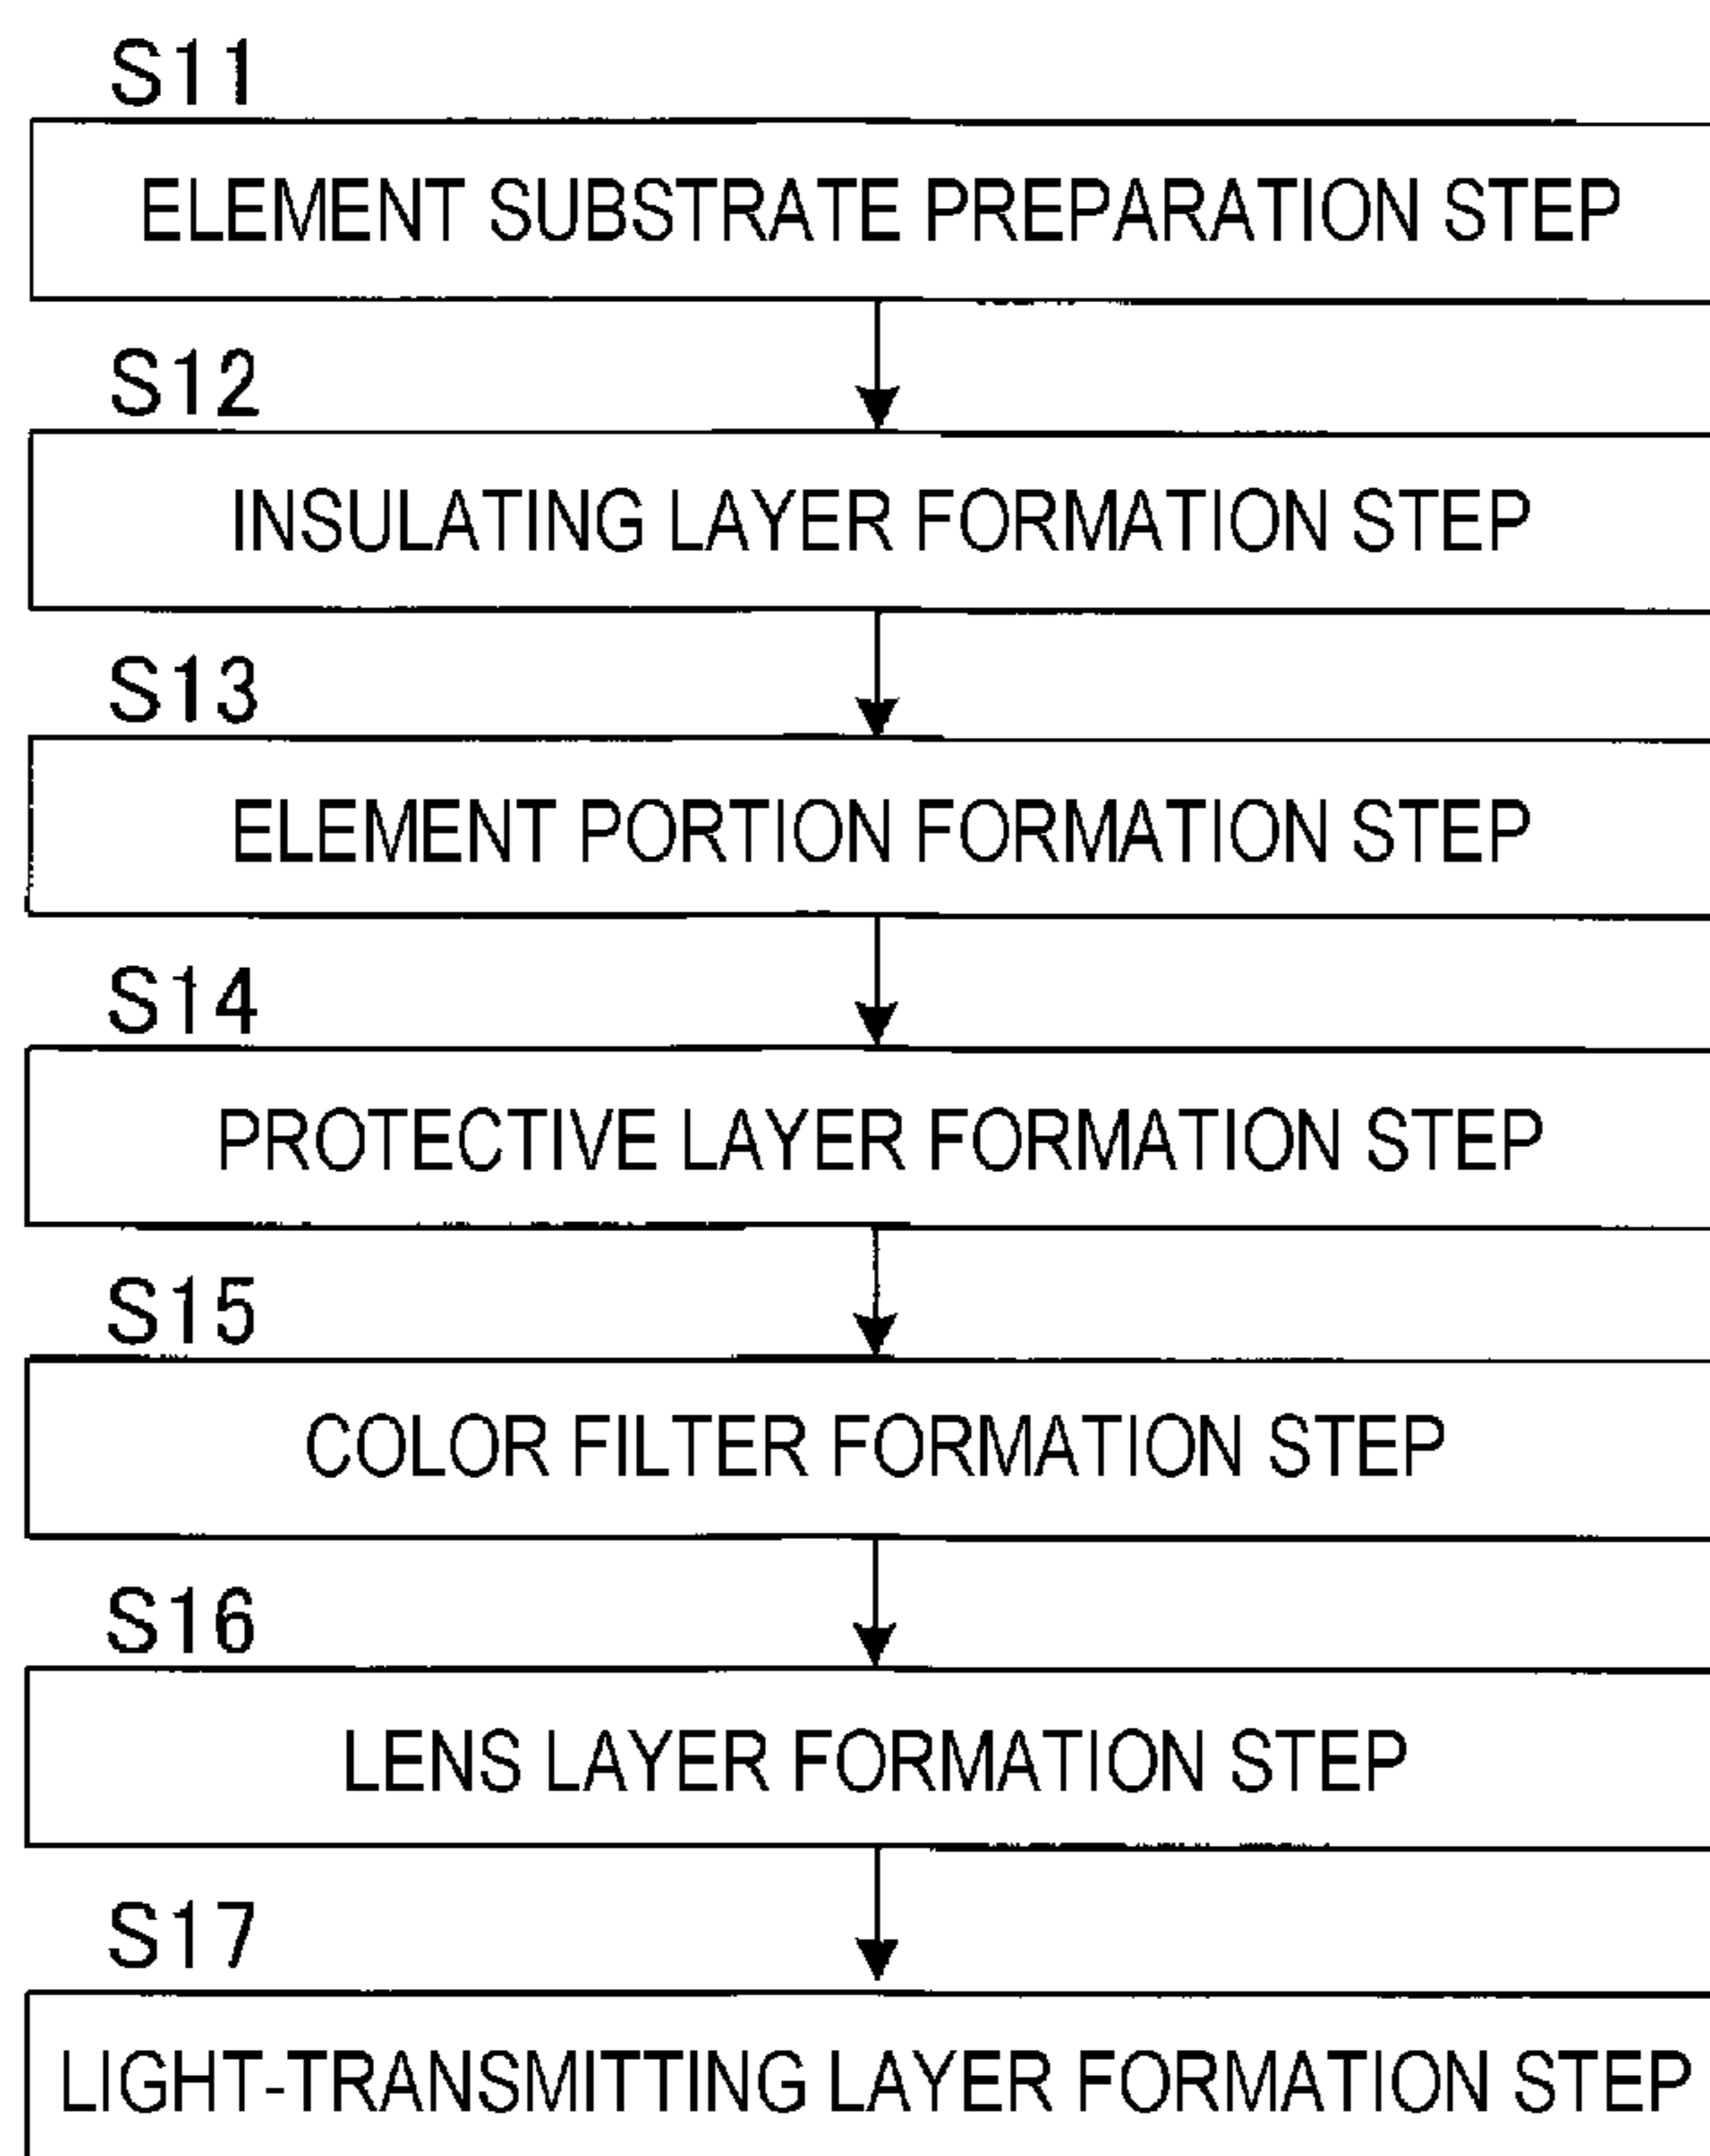 S11
ELEMENT SUBSTRATE PREPARATION STEP
S12
INSULATING LAYER FORMATION STEP
S13
ELEMENT PORTION FORMATION STEP
S14
PROTECTIVE LAYER FORMATION STEP
S15
COLOR FILTER FORMATION STEP
S16
LENS LAYER FORMATION STEP
S17
LIGHT-TRANSMITTING LAYER FORMATION STEP